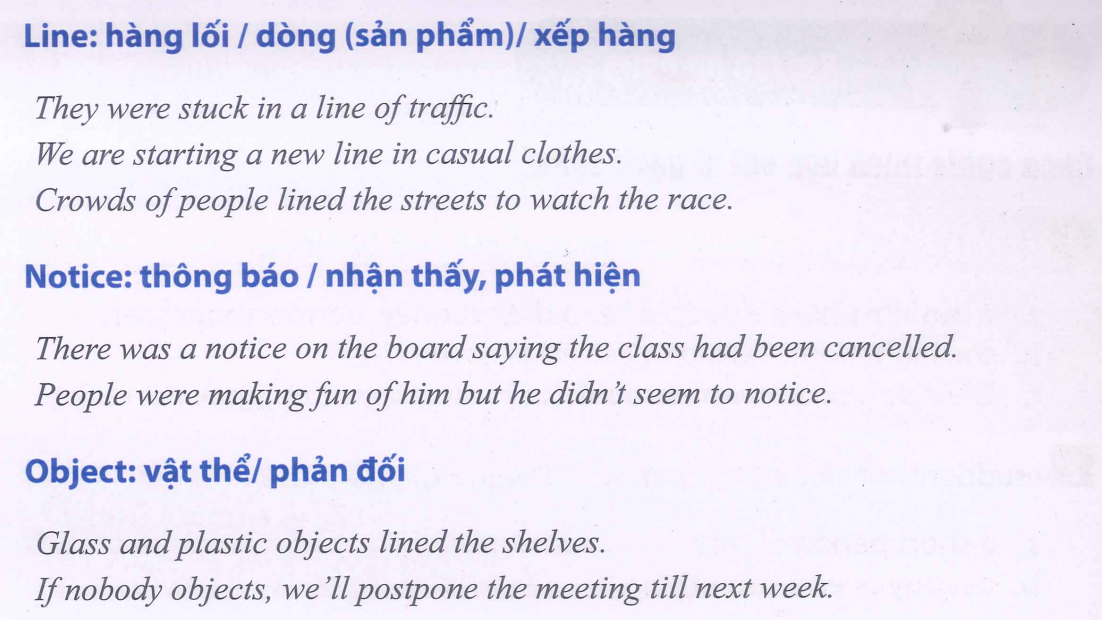 Line: hàng lối / dòng (sản phẩm)/ xếp hàng
They were stuck in a line of traffic.
We are starting a new line in casual clothes.
Crowds of people lined the streets to watch the race.
Notice: thông báo / nhận thấy, phát hiện
There was a notice on the board saying the class had been cancelled.
People were making fun of him but he didn't seem to notice.
Object: vật thể/ phản đối
Glass and plastic objects lined the shelves.
If nobody objects, we'll postpone the meeting till next week.